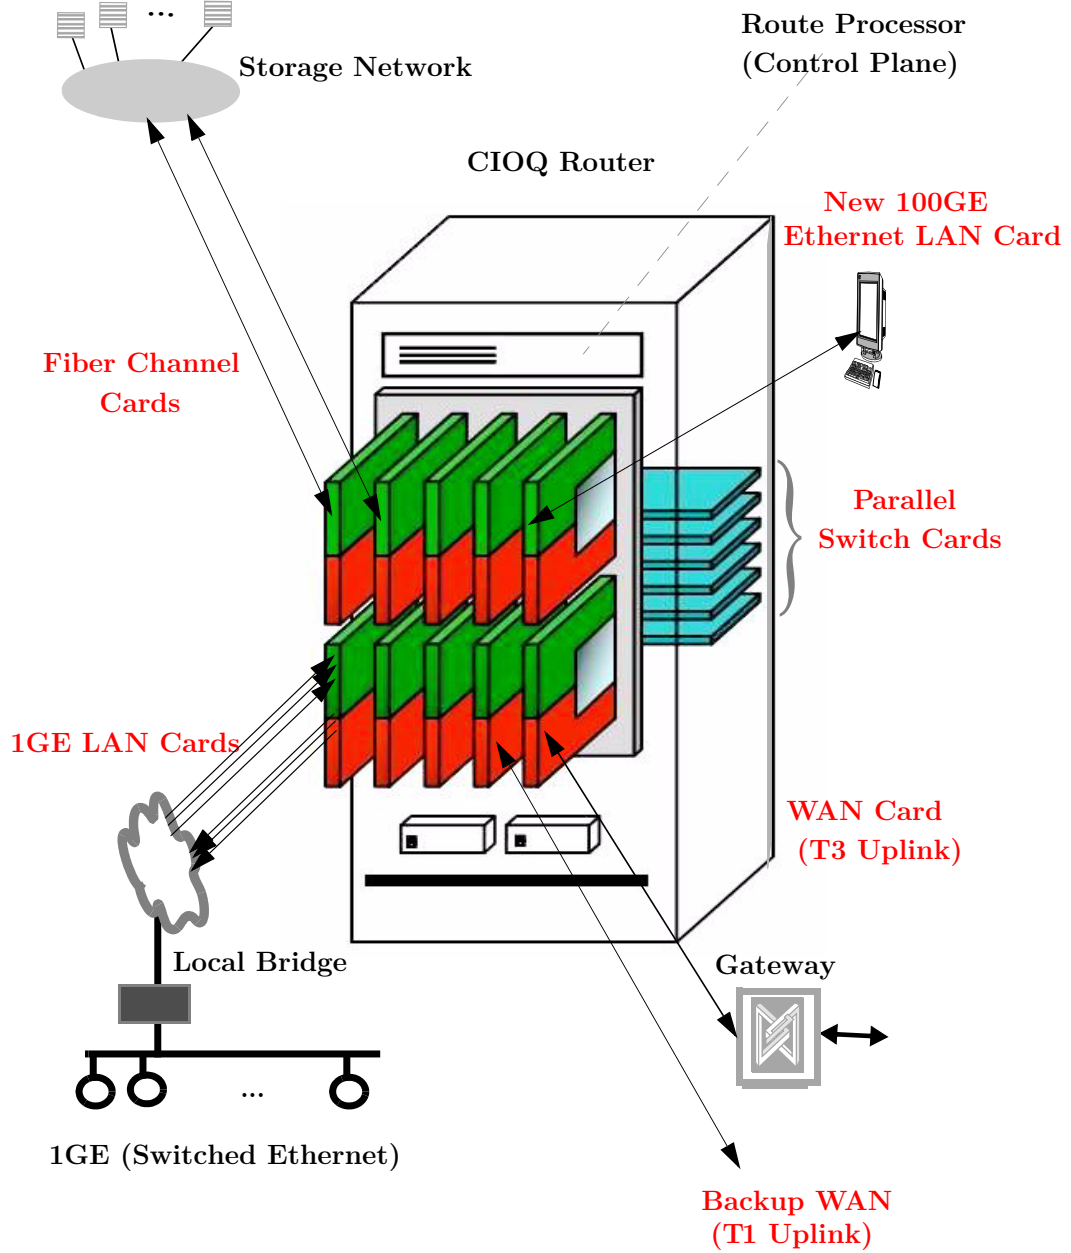 ...
Route Processor
(Control Plane)
Storage Network
CIOQ Router
New 100GE
Ethernet LAN Card
Fiber Channel
Cards
Parallel
Switch Cards
1GE LAN Cards
WAN Card
(T3 Uplink)
Local Bridge
Gateway
...
1GE (Switched Ethernet)
Backup WAN
(T1 Uplink)